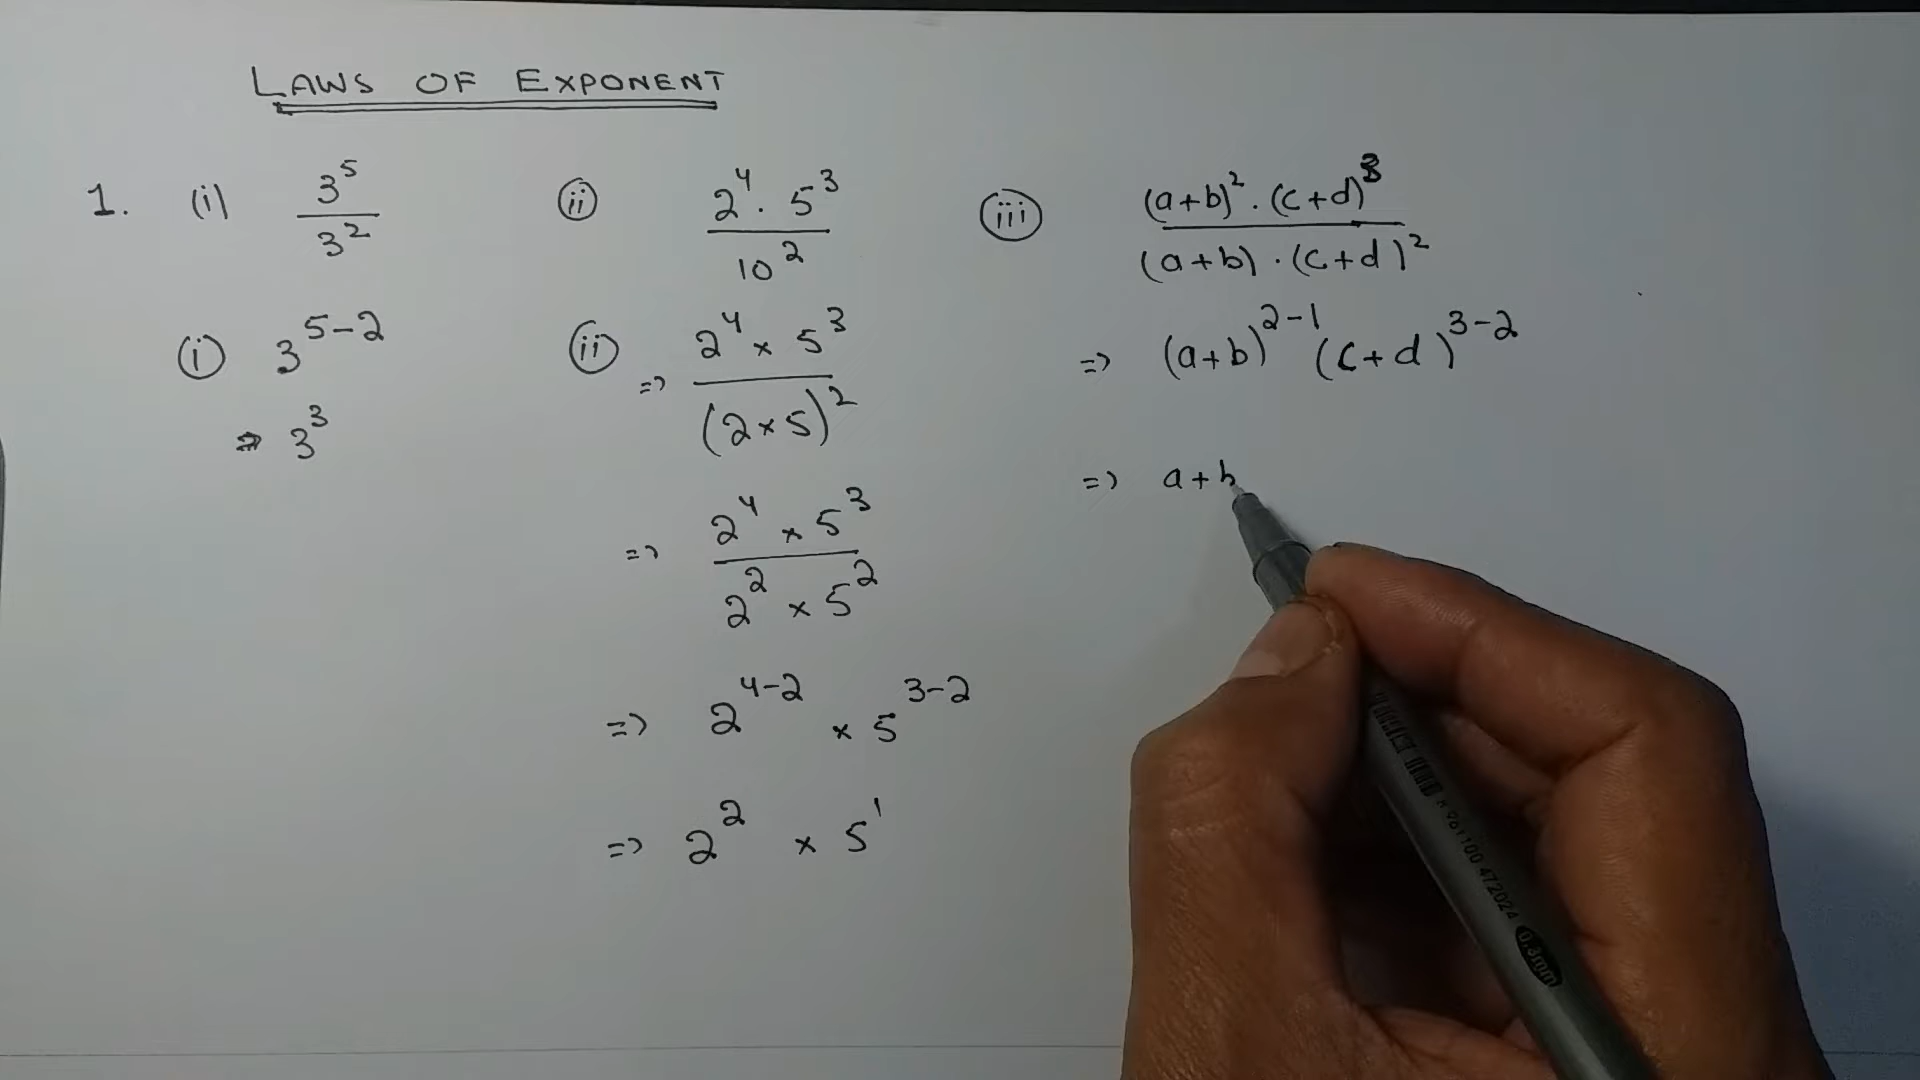 LAWS OF EXPONENT
1. (i) 3^5 / 3^2
(ii) 2^4 . 5^3 / 10^2
(iii) (a+b)^2 . (c+d)^3 / (a+b) . (c+d)^2
(i) 3^{5-2}
⇒ 3^3
(ii) ⇒ 2^4 × 5^3 / (2×5)^2
⇒ 2^4 × 5^3 / 2^2 × 5^2
⇒ 2^{4-2} × 5^{3-2}
⇒ 2^2 × 5^1
⇒ (a+b)^{2-1} (c+d)^{3-2}
⇒ a+b
0.3mm